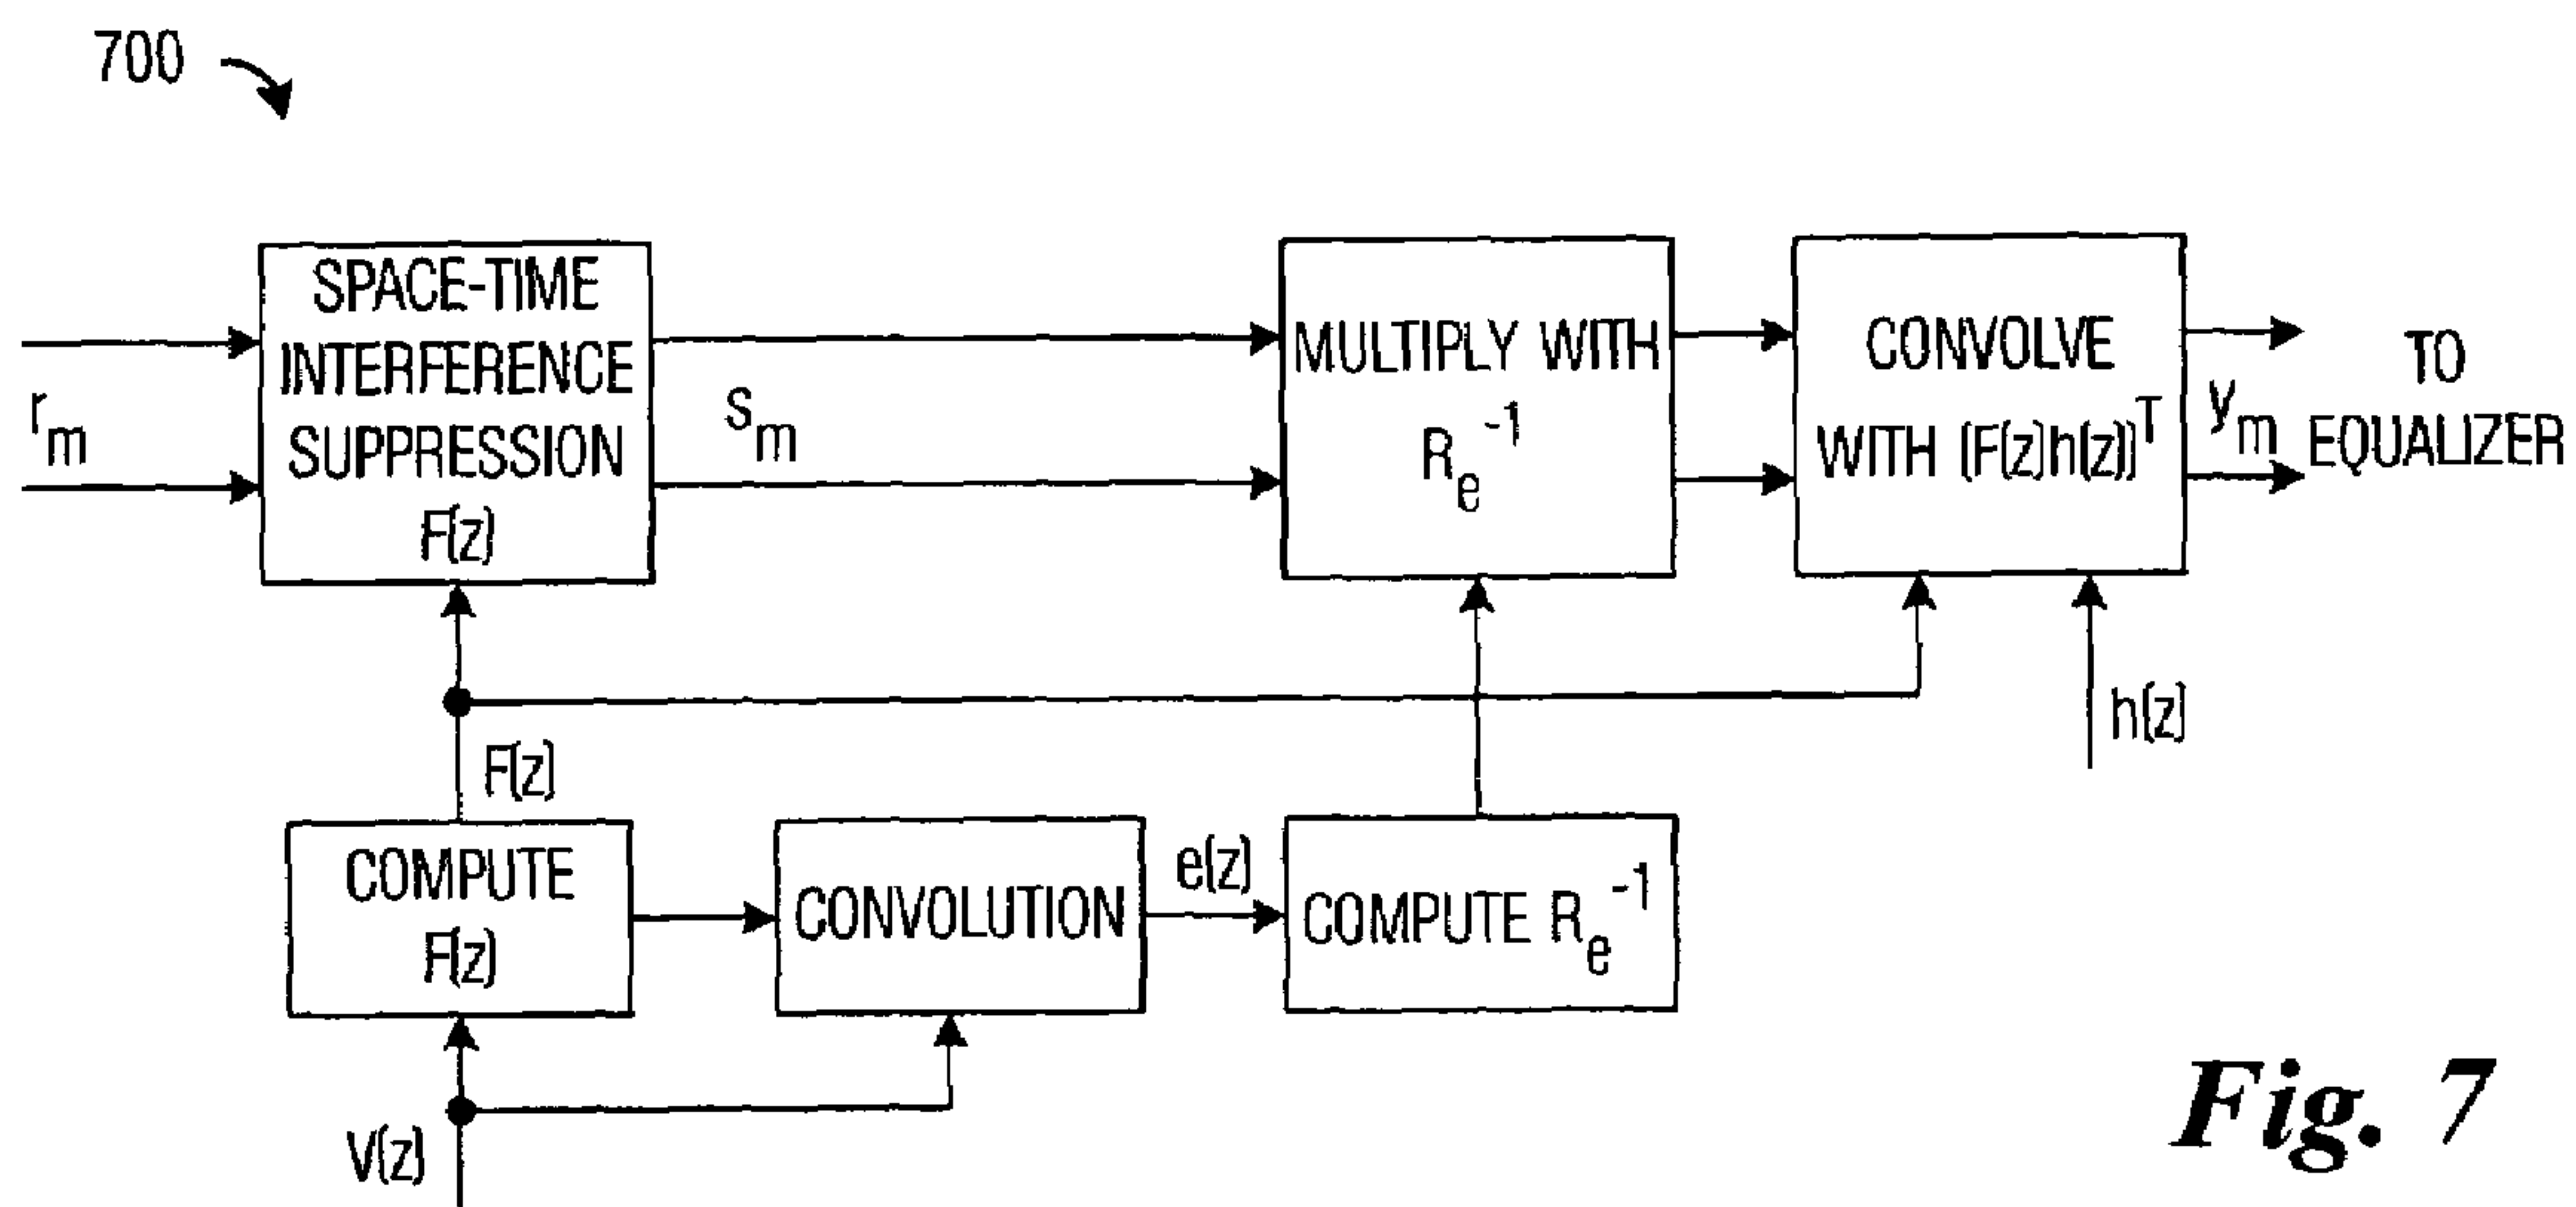 700
SPACE-TIME
INTERFERENCE
SUPPRESSION
F(z)
MULTIPLY WITH
R_e^-1
CONVOLVE
WITH (F(z)h(z))^T
r_m
s_m
y_m
TO
EQUALIZER
F(z)
h(z)
COMPUTE
F(z)
CONVOLUTION
e(z)
COMPUTE R_e^-1
V(z)
Fig. 7